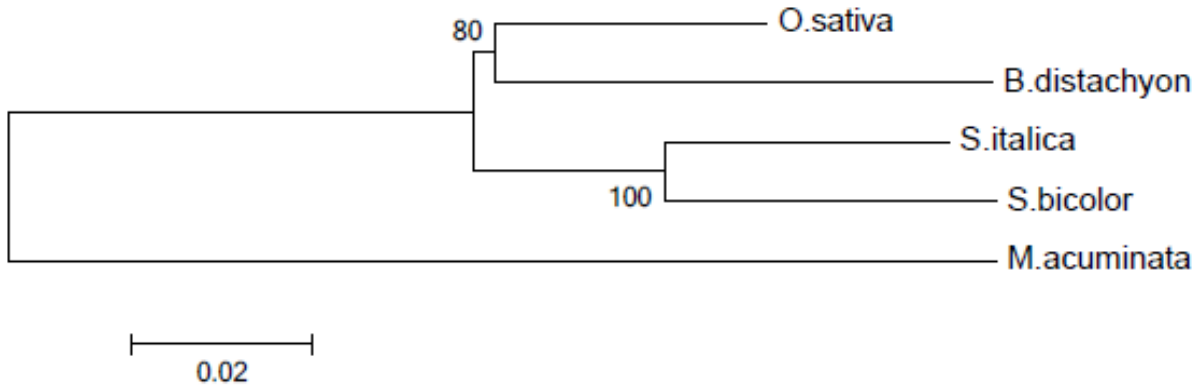 80
O.sativa
B.distachyon
S.italica
100
S.bicolor
M.acuminata
0.02